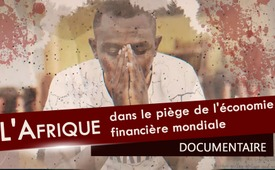 L'AFRIQUE
dans le piège de l'économie
financière mondiale
DOCUMENTAIRE